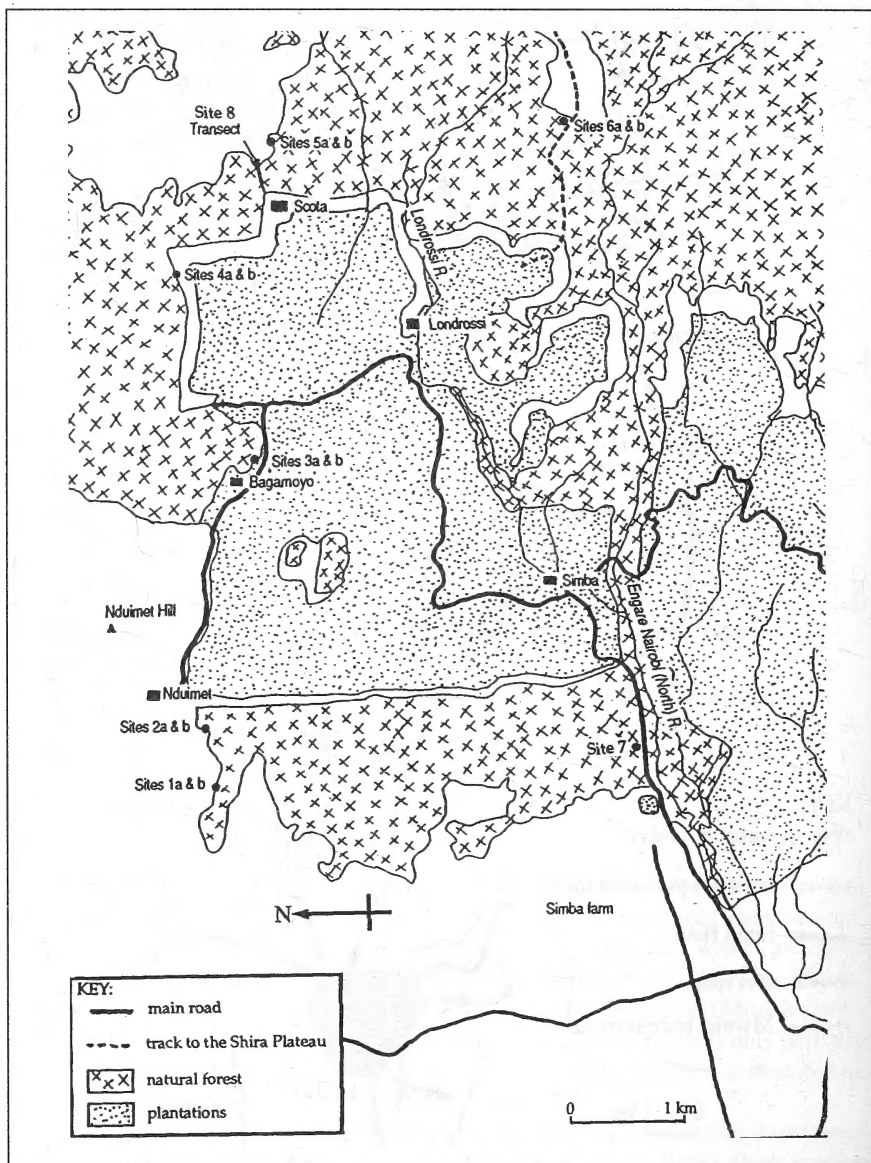 Site 8
Transect
Sites 5a & b
Sites 6a & b
Scota
Londrossi R.
Sites 4a & b
Londrossi
Sites 3a & b
Bagamoyo
Simba
Nduimet Hill
Engare Nairobi (North) R.
Nduimet
Sites 2a & b
Site 7
Sites 1a & b
N
Simba farm
KEY:
main road
track to the Shira Plateau
natural forest
plantations
0 1 km